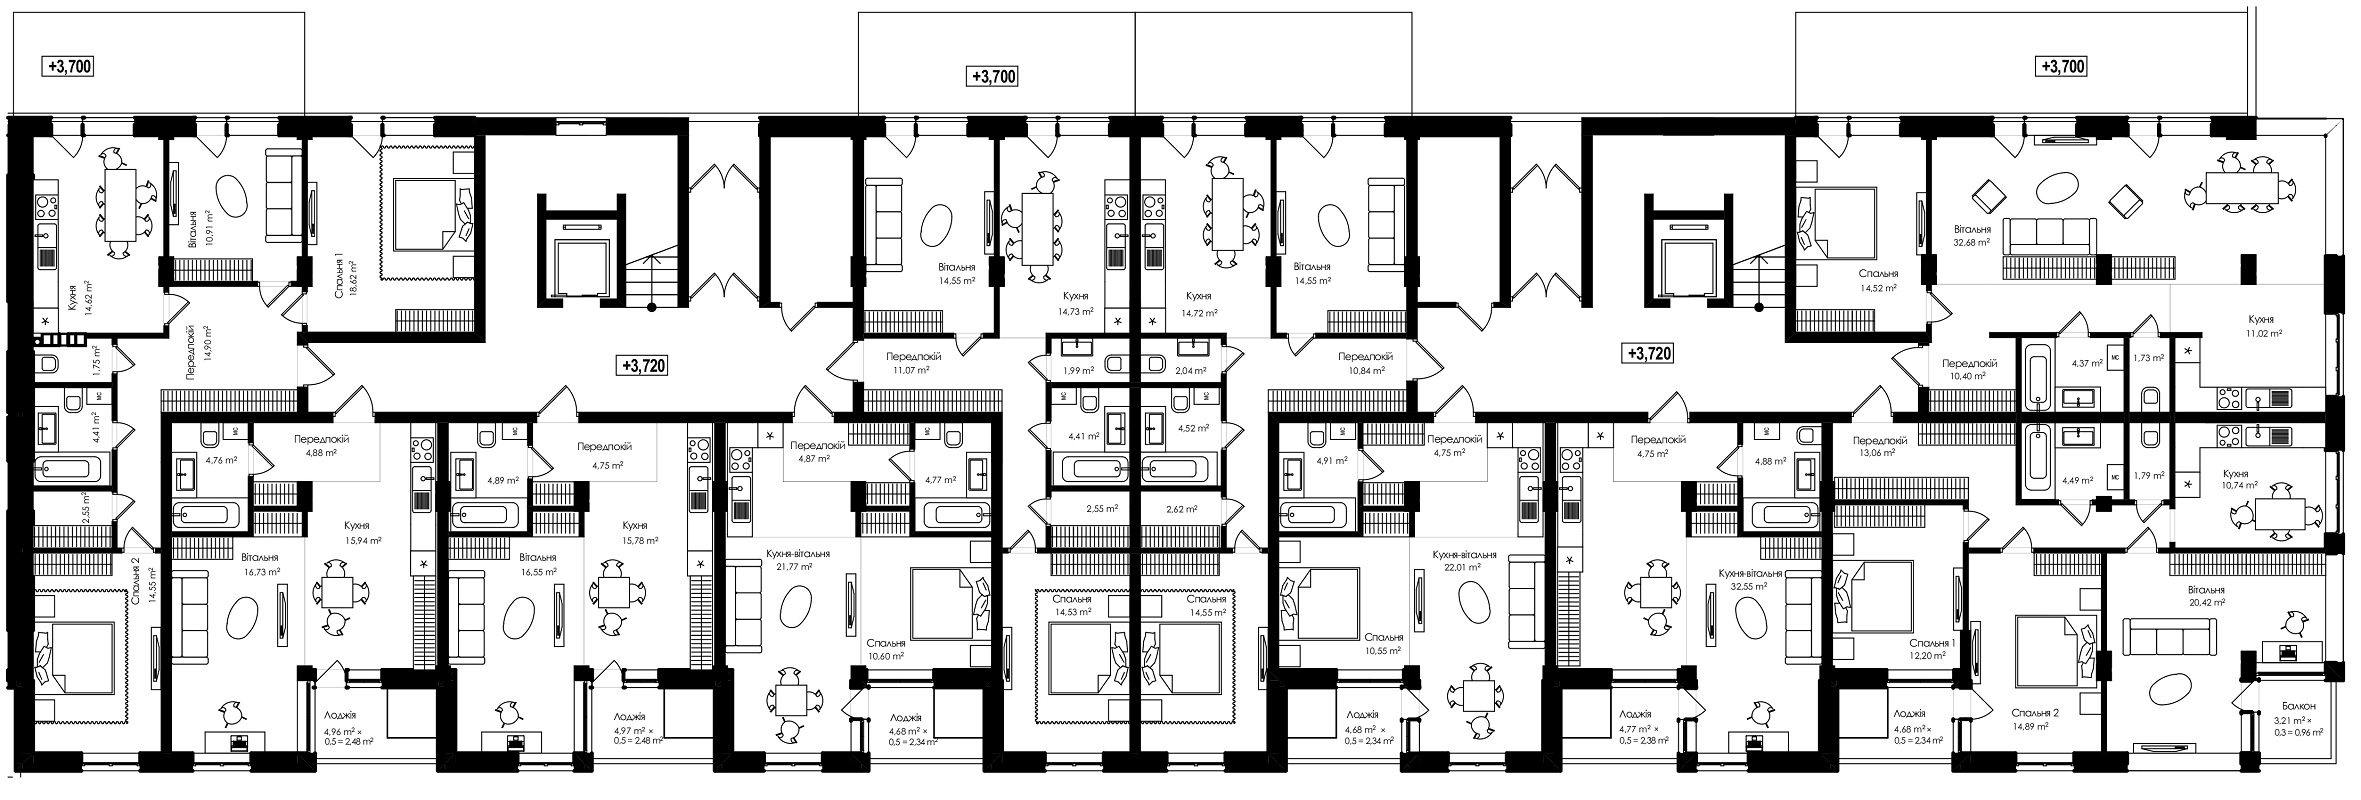 +3,700
+3,700
+3,700
Кухня
14,62 m²
Вітальня
10,91 m²
Спальня 1
18,62 m²
Передпокій
14,90 m²
1,75 m²
4,41 m²
2,55 m²
Спальня 2
14,55 m²
+3,720
Вітальня
14,55 m²
Кухня
14,73 m²
Передпокій
11,07 m²
1,99 m²
4,41 m²
2,55 m²
Спальня
14,53 m²
Кухня
14,72 m²
Вітальня
14,55 m²
2,04 m²
Передпокій
10,84 m²
4,52 m²
2,62 m²
Спальня
14,55 m²
+3,720
Спальня
14,52 m²
Вітальня
32,68 m²
Кухня
11,02 m²
Передпокій
10,40 m²
4,37 m²
1,73 m²
МС
МС
МС
МС
МС
4,76 m²
Передпокій
4,88 m²
Кухня
15,94 m²
Вітальня
16,73 m²
Лоджія
4,96 m² ×
0,5 = 2,48 m²
МС
4,89 m²
Передпокій
4,75 m²
Кухня
15,78 m²
Вітальня
16,55 m²
Лоджія
4,97 m² ×
0,5 = 2,48 m²
Передпокій
4,87 m²
МС
4,77 m²
Кухня-вітальня
21,77 m²
Спальня
10,60 m²
Лоджія
4,68 m² ×
0,5 = 2,34 m²
МС
4,91 m²
Передпокій
4,75 m²
Кухня-вітальня
22,01 m²
Спальня
10,55 m²
Лоджія
4,68 m² ×
0,5 = 2,34 m²
Передпокій
4,75 m²
МС
4,88 m²
Кухня-вітальня
32,55 m²
Лоджія
4,77 m² ×
0,5 = 2,38 m²
Передпокій
13,06 m²
4,49 m²
МС
1,79 m²
Кухня
10,74 m²
Спальня 1
12,20 m²
Спальня 2
14,89 m²
Вітальня
20,42 m²
Лоджія
4,68 m² ×
0,5 = 2,34 m²
Балкон
3,21 m² ×
0,3 = 0,96 m²